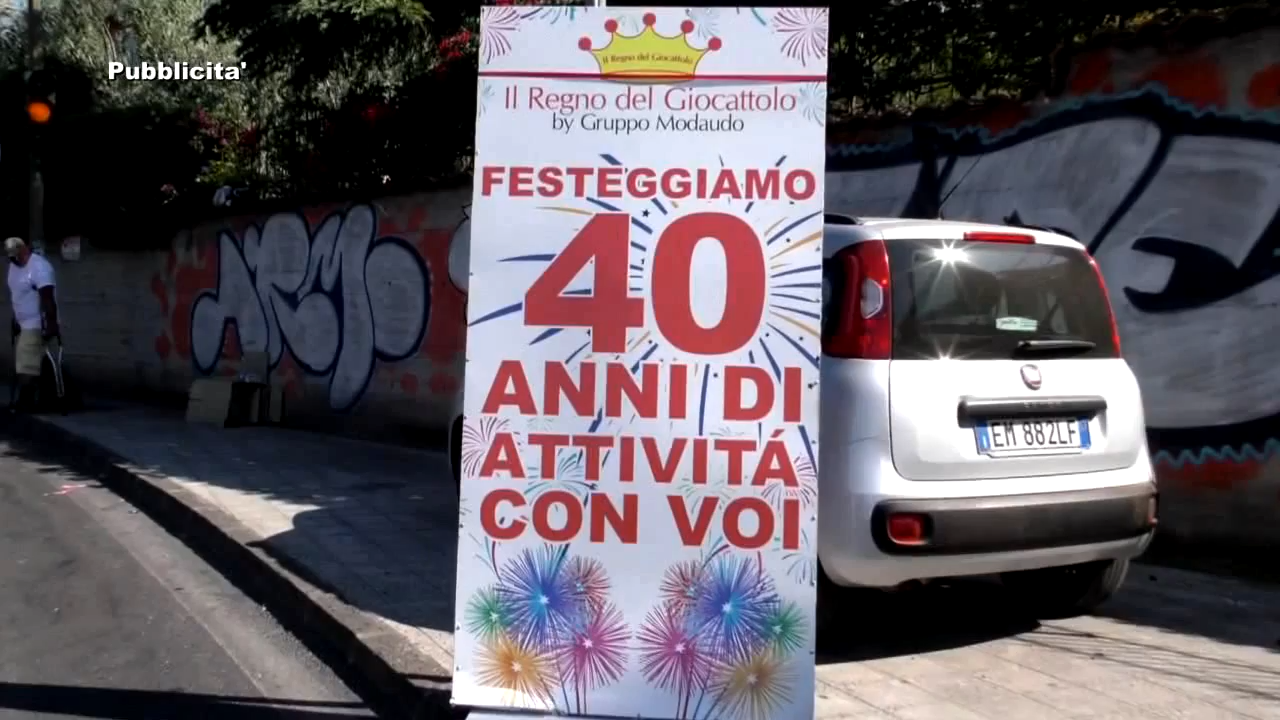 Pubblicita'
Il Regno del Giocattolo
Il Regno del Giocattolo
by Gruppo Modaudo
FESTEGGIAMO
40
ANNI DI
ATTIVITÁ
CON VOI
EM 882LF